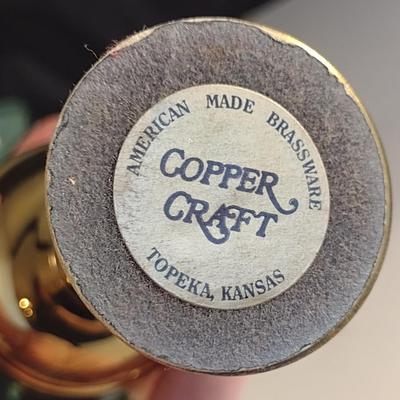 AMERICAN MADE BRASSWARE
COPPER
CRAFT
TOPEKA, KANSAS